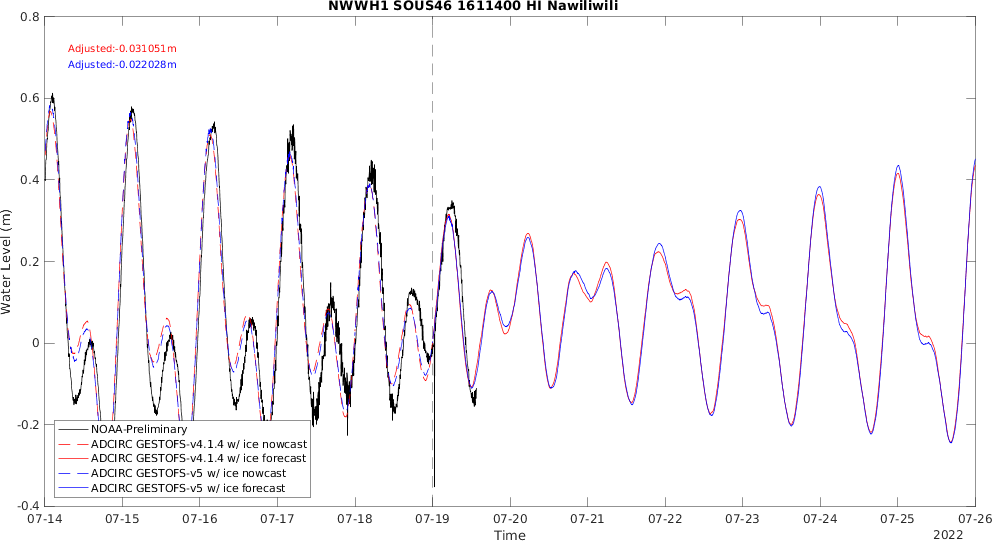 NWWH1 SOUS46 1611400 HI Nawiliwili
Adjusted:-0.031051m
Adjusted:-0.022028m
0.8
0.6
0.4
0.2
0
-0.2
-0.4
Water Level (m)
NOAA-Preliminary
ADCIRC GESTOFS-v4.1.4 w/ ice nowcast
ADCIRC GESTOFS-v4.1.4 w/ ice forecast
ADCIRC GESTOFS-v5 w/ ice nowcast
ADCIRC GESTOFS-v5 w/ ice forecast
07-14 07-15 07-16 07-17 07-18 07-19 07-20 07-21 07-22 07-23 07-24 07-25 07-26
Time
2022